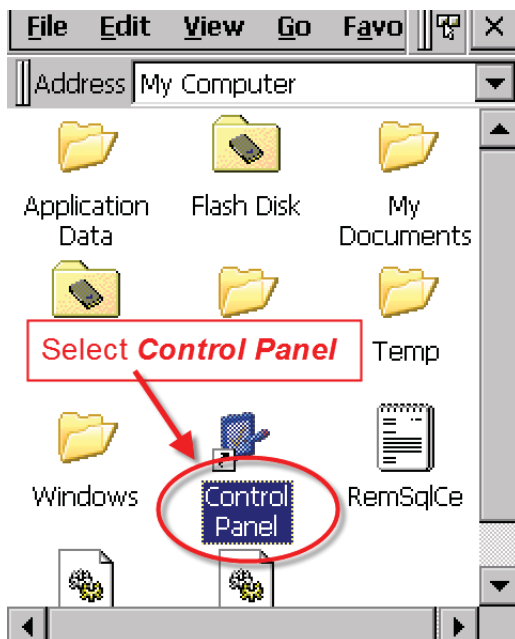 File Edit View Go Favo
Address My Computer
Application Data
Flash Disk
My Documents
Select Control Panel
Temp
Windows
Control Panel
RemSqlCe